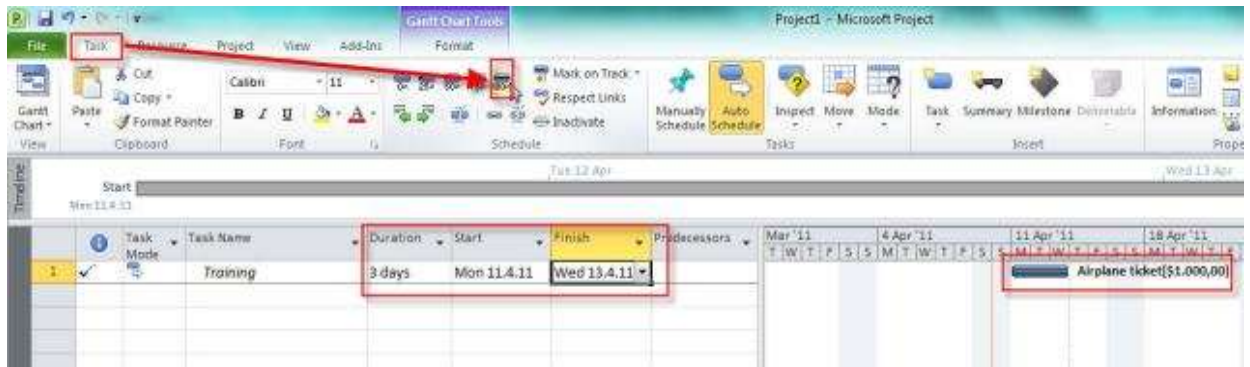 Gantt Chart Tools
Project1 - Microsoft Project
File Task Resource Project View Add-Ins Format
Cut
Copy
Format Painter
Paste
Gantt Chart
Calibri 11
B I U
A
Mark on Track
Respect Links
Inactivate
Manually Schedule
Auto Schedule
Inspect Move Mode
Task Summary Milestone Deliverable
Information
View Clipboard Font Schedule Tasks Insert Prope
Timeline
Tue 12 Apr
Wed 13 Apr
Start
Mon 11.4.11
Task Mode
Task Name
Duration
Start
Finish
Predecessors
Mar '11 4 Apr '11 11 Apr '11 18 Apr '11
T W T F S S M T W T F S S M T W T F S S M T W T F
1 Training 3 days Mon 11.4.11 Wed 13.4.11
Airplane ticket[$1.000,00]